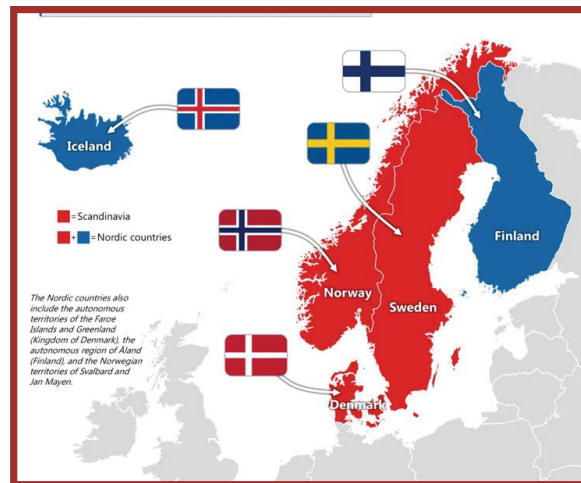 Iceland
= Scandinavia
+ = Nordic countries
Finland
Norway
Sweden
Denmark
The Nordic countries also
include the autonomous
territories of the Faroe
Islands and Greenland
(Kingdom of Denmark), the
autonomous region of Åland
(Finland), and the Norwegian
territories of Svalbard and
Jan Mayen.